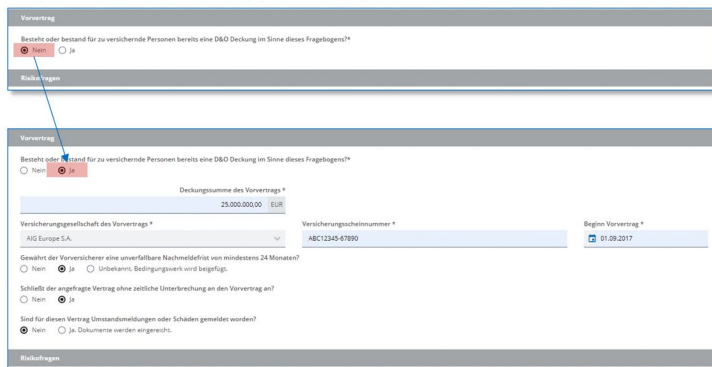 Vorvertrag
Besteht oder bestand für zu versichernde Personen bereits eine D&O Deckung im Sinne dieses Fragebogens?*
Nein Ja
Risikofragen
Vorvertrag
Besteht oder bestand für zu versichernde Personen bereits eine D&O Deckung im Sinne dieses Fragebogens?*
Nein Ja
Deckungssumme des Vorvertrags *
25.000.000,00 EUR
Versicherungsgesellschaft des Vorvertrags * Versicherungsscheinnummer * Beginn Vorvertrag *
AIG Europe S.A. ABC12345-67890 01.09.2017
Gewährt der Vorversicherer eine unverfallbare Nachmeldefrist von mindestens 24 Monaten?
Nein Ja Unbekannt. Bedingungswerk wird beigefügt.
Schließt der angefragte Vertrag ohne zeitliche Unterbrechung an den Vorvertrag an?
Nein Ja
Sind für diesen Vertrag Umstandsmeldungen oder Schäden gemeldet worden?
Nein Ja. Dokumente werden eingereicht.
Risikofragen